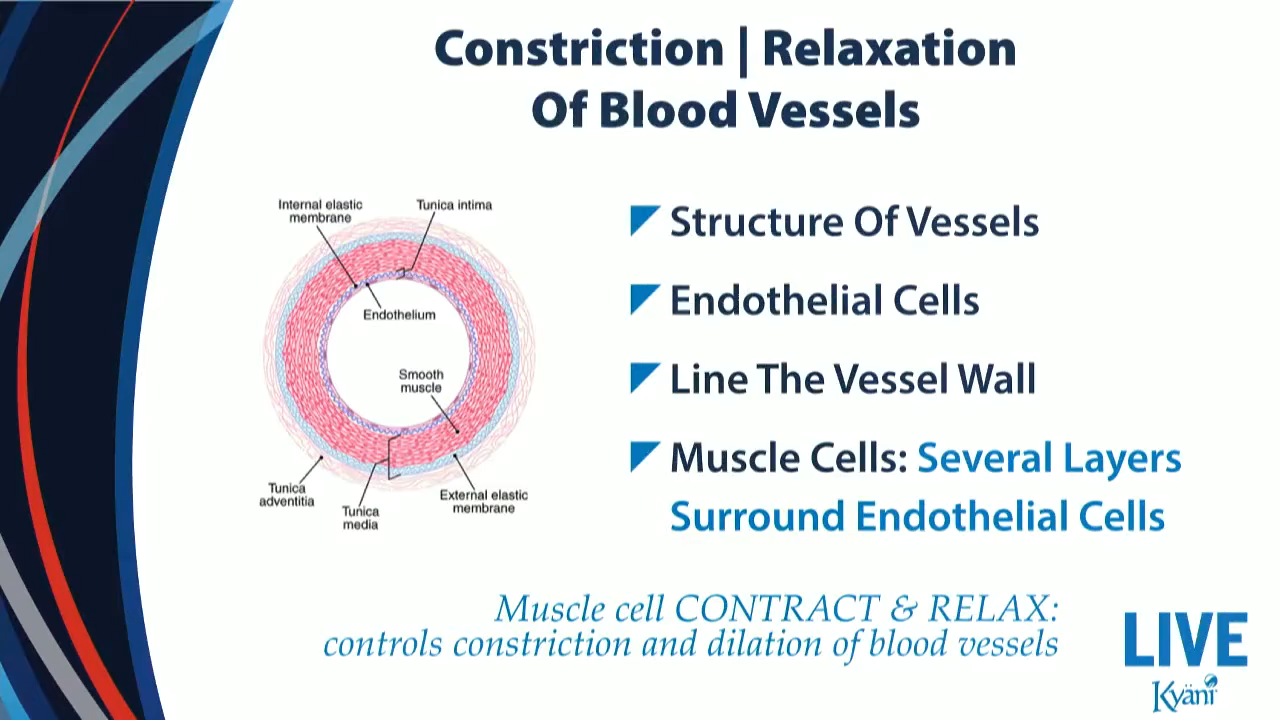 Constriction | Relaxation
Of Blood Vessels
Internal elastic
membrane
Tunica intima
Endothelium
Smooth
muscle
Tunica
adventitia
Tunica
media
External elastic
membrane
Structure Of Vessels
Endothelial Cells
Line The Vessel Wall
Muscle Cells: Several Layers
Surround Endothelial Cells
Muscle cell CONTRACT & RELAX:
controls constriction and dilation of blood vessels
LIVE
Kyäni